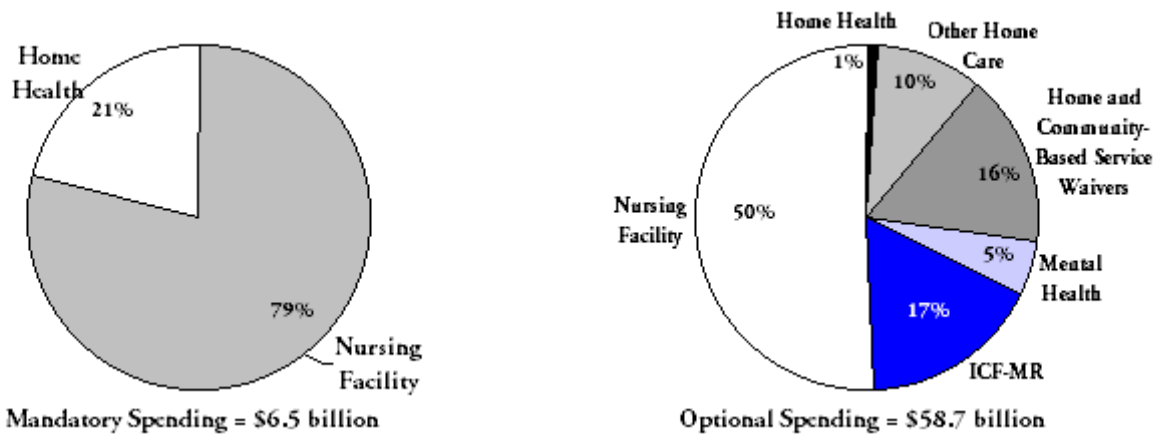 Home
Health
21%
79%
Nursing
Facility
Mandatory Spending = $6.5 billion
Home Health
1%
Other Home
Care
10%
Home and
Community-
Based Service
Waivers
16%
Nursing
Facility
50%
5%
Mental
Health
17%
ICF-MR
Optional Spending = $58.7 billion